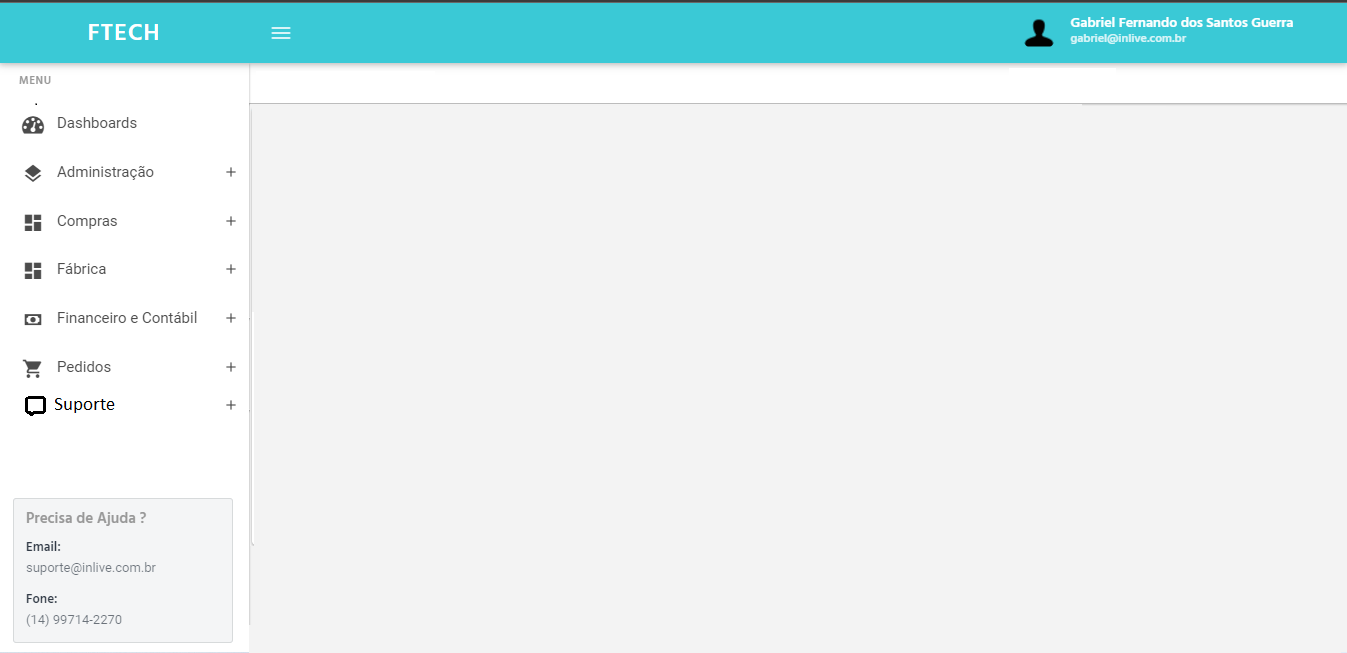 FTECH
Gabriel Fernando dos Santos Guerra
gabriel@inlive.com.br
MENU
Dashboards
Administração +
Compras +
Fábrica +
Financeiro e Contábil +
Pedidos +
Suporte +
Precisa de Ajuda ?
Email:
suporte@inlive.com.br
Fone:
(14) 99714-2270